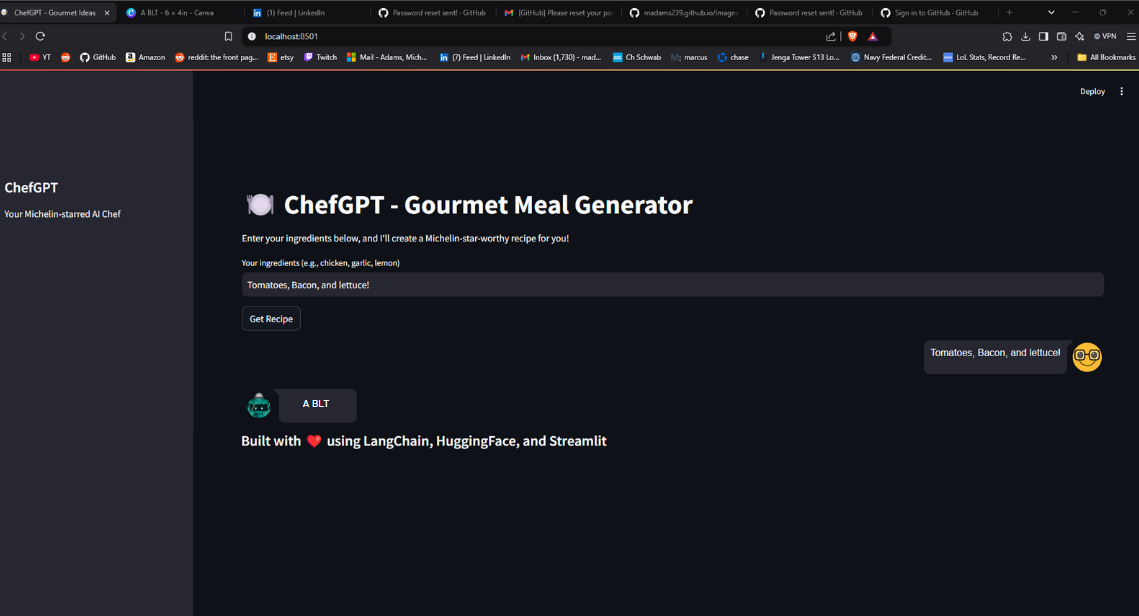 ChefGPT - Gourmet Ideas
A BLT - 6 × 4in - Canva
(1) Feed | LinkedIn
Password reset sent! · GitHub
[GitHub] Please reset your pa
madams239.github.io/images
Password reset sent! · GitHub
Sign in to GitHub · GitHub
localhost:8501
VPN
YT
GitHub
Amazon
reddit: the front pag...
etsy
Twitch
Mail - Adams, Mich...
(7) Feed | LinkedIn
Inbox (1,730) - mad...
Ch Schwab
marcus
chase
Jenga Tower S13 Lo...
Navy Federal Credit...
LoL Stats, Record Re...
All Bookmarks
Deploy
ChefGPT
Your Michelin-starred AI Chef
ChefGPT - Gourmet Meal Generator
Enter your ingredients below, and I'll create a Michelin-star-worthy recipe for you!
Your ingredients (e.g., chicken, garlic, lemon)
Tomatoes, Bacon, and lettuce!
Get Recipe
Tomatoes, Bacon, and lettuce!
A BLT
Built with ❤️ using LangChain, HuggingFace, and Streamlit